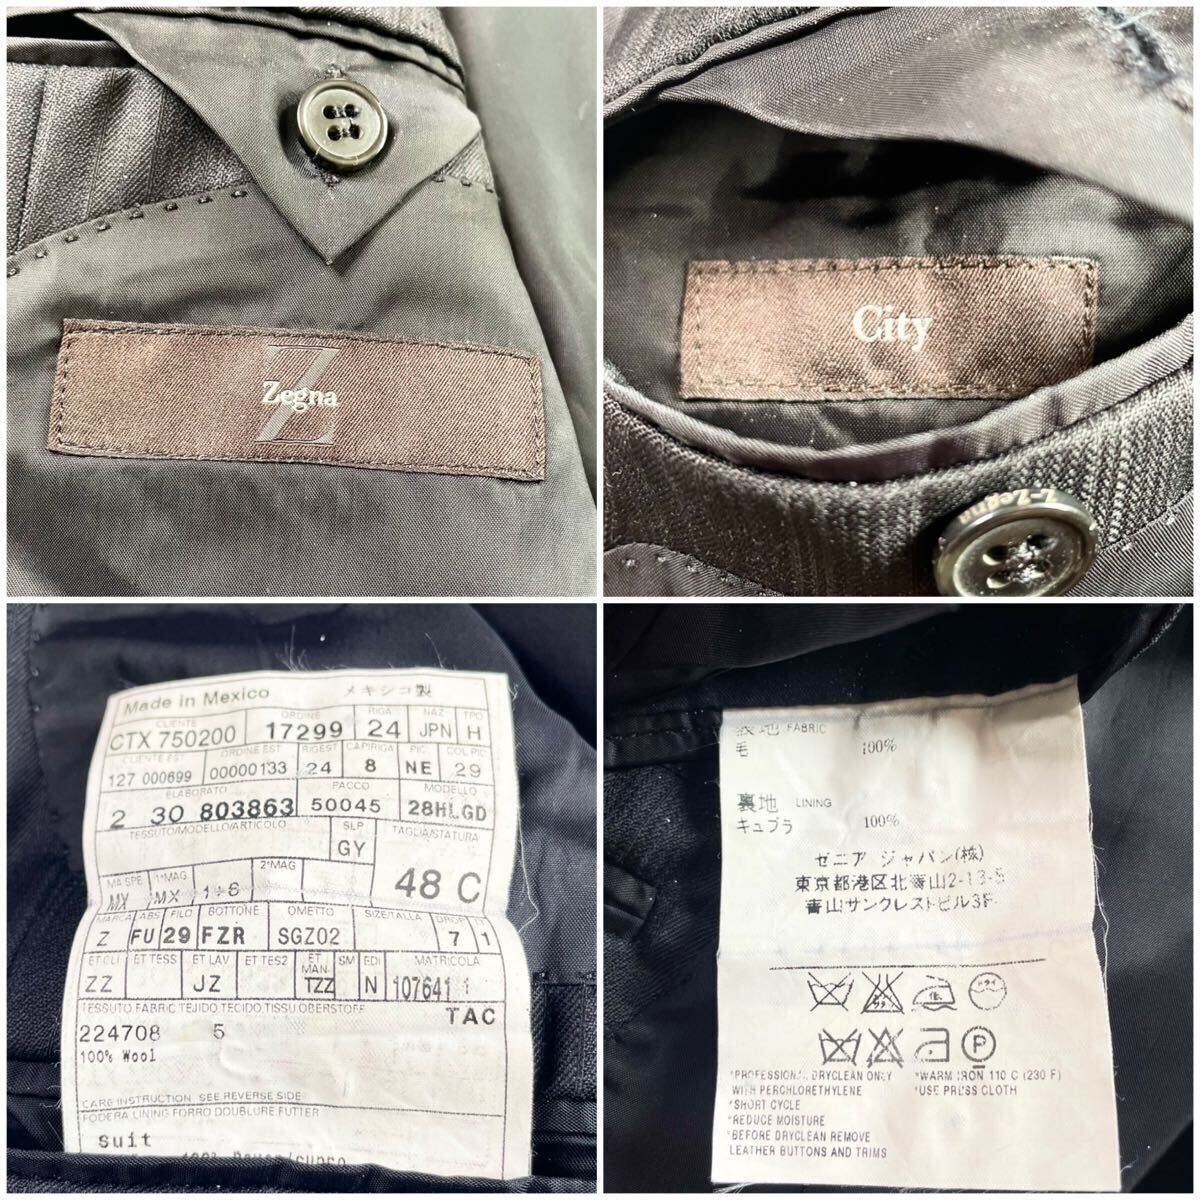 Z
Zegna
City
Z-Zegna
Made in Mexico メキシコ製
CLIENTE ORDINE RIGA NAZ TPO
CTX 750200 17299 24 JPN H
CLIENTE EST ORDINE EST RIGEST CAPIRIGA PIC COL PIC
127 000699 00000133 24 8 NE 29
ELABORATO PACCO MODELLO
2 30 803863 50045 28HLGD
TESSUTO/MODELLO/ARTICOLO SLP TAGLIA/STATURA
GY
48 C
MA SPE 1°MAG 2°MAG
MX MX
MARCA ABS FILO BOTTONE OMETTO SIZE/TALLA DROP
Z FU 29 FZR SGZ02 7 1
ET CLI ET TESS ET LAV ET TES2 ET MAN SM EDI MATRICOLA
ZZ JZ TZZ N 107641
TESSUTO.FABRIC.TEJIDO.TECIDO.TISSU.OBERSTOFF
TAC
224708 5
100% Wool
CARE INSTRUCTION SEE REVERSE SIDE
FODERA LINING FORRO DOUBLURE FUTTER
Suit
表地 FABRIC
毛 100%
裏地 LINING
キュプラ 100%
ゼニア ジャパン(株)
東京都港区北青山2-13-5
青山サンクレストビル3F
P
*PROFESSIONAL DRYCLEAN ONLY *WARM IRON 110 C (230 F)
WITH PERCHLORETHYLENE *USE PRESS CLOTH
*SHORT CYCLE
*REDUCE MOISTURE
*BEFORE DRYCLEAN REMOVE
LEATHER BUTTONS AND TRIMS